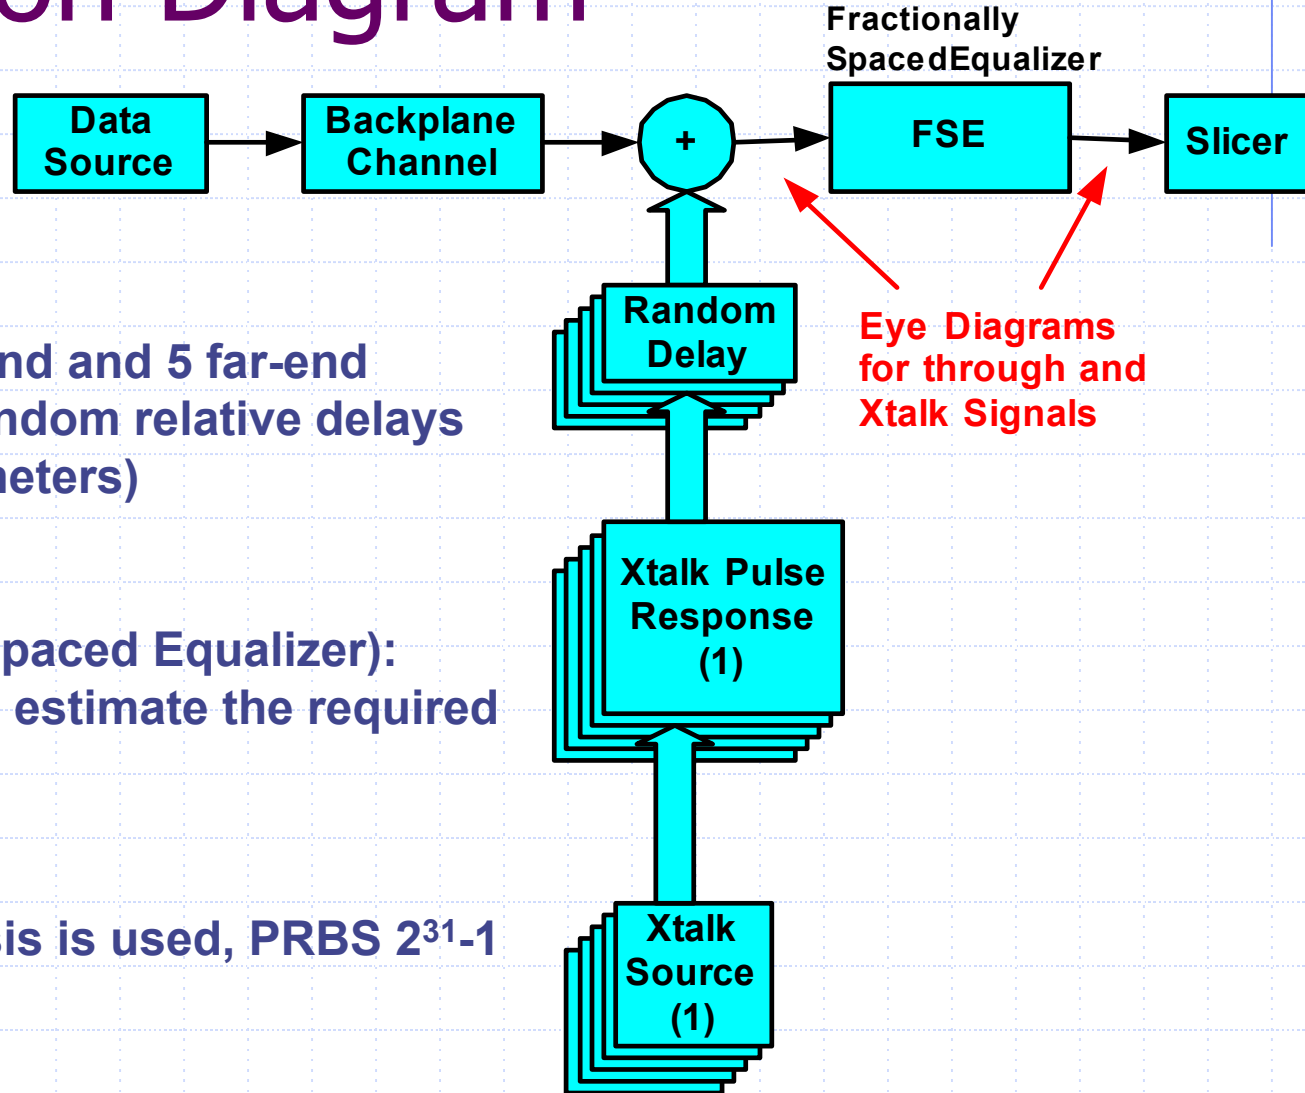 on Diagram
Fractionally
SpacedEqualizer
Data
Source
Backplane
Channel
+
FSE
Slicer
Random
Delay
Eye Diagrams
for through and
Xtalk Signals
nd and 5 far-end
ndom relative delays
neters)
Xtalk Pulse
Response
(1)
paced Equalizer):
estimate the required
Xtalk
Source
(1)
sis is used, PRBS 2³¹-1